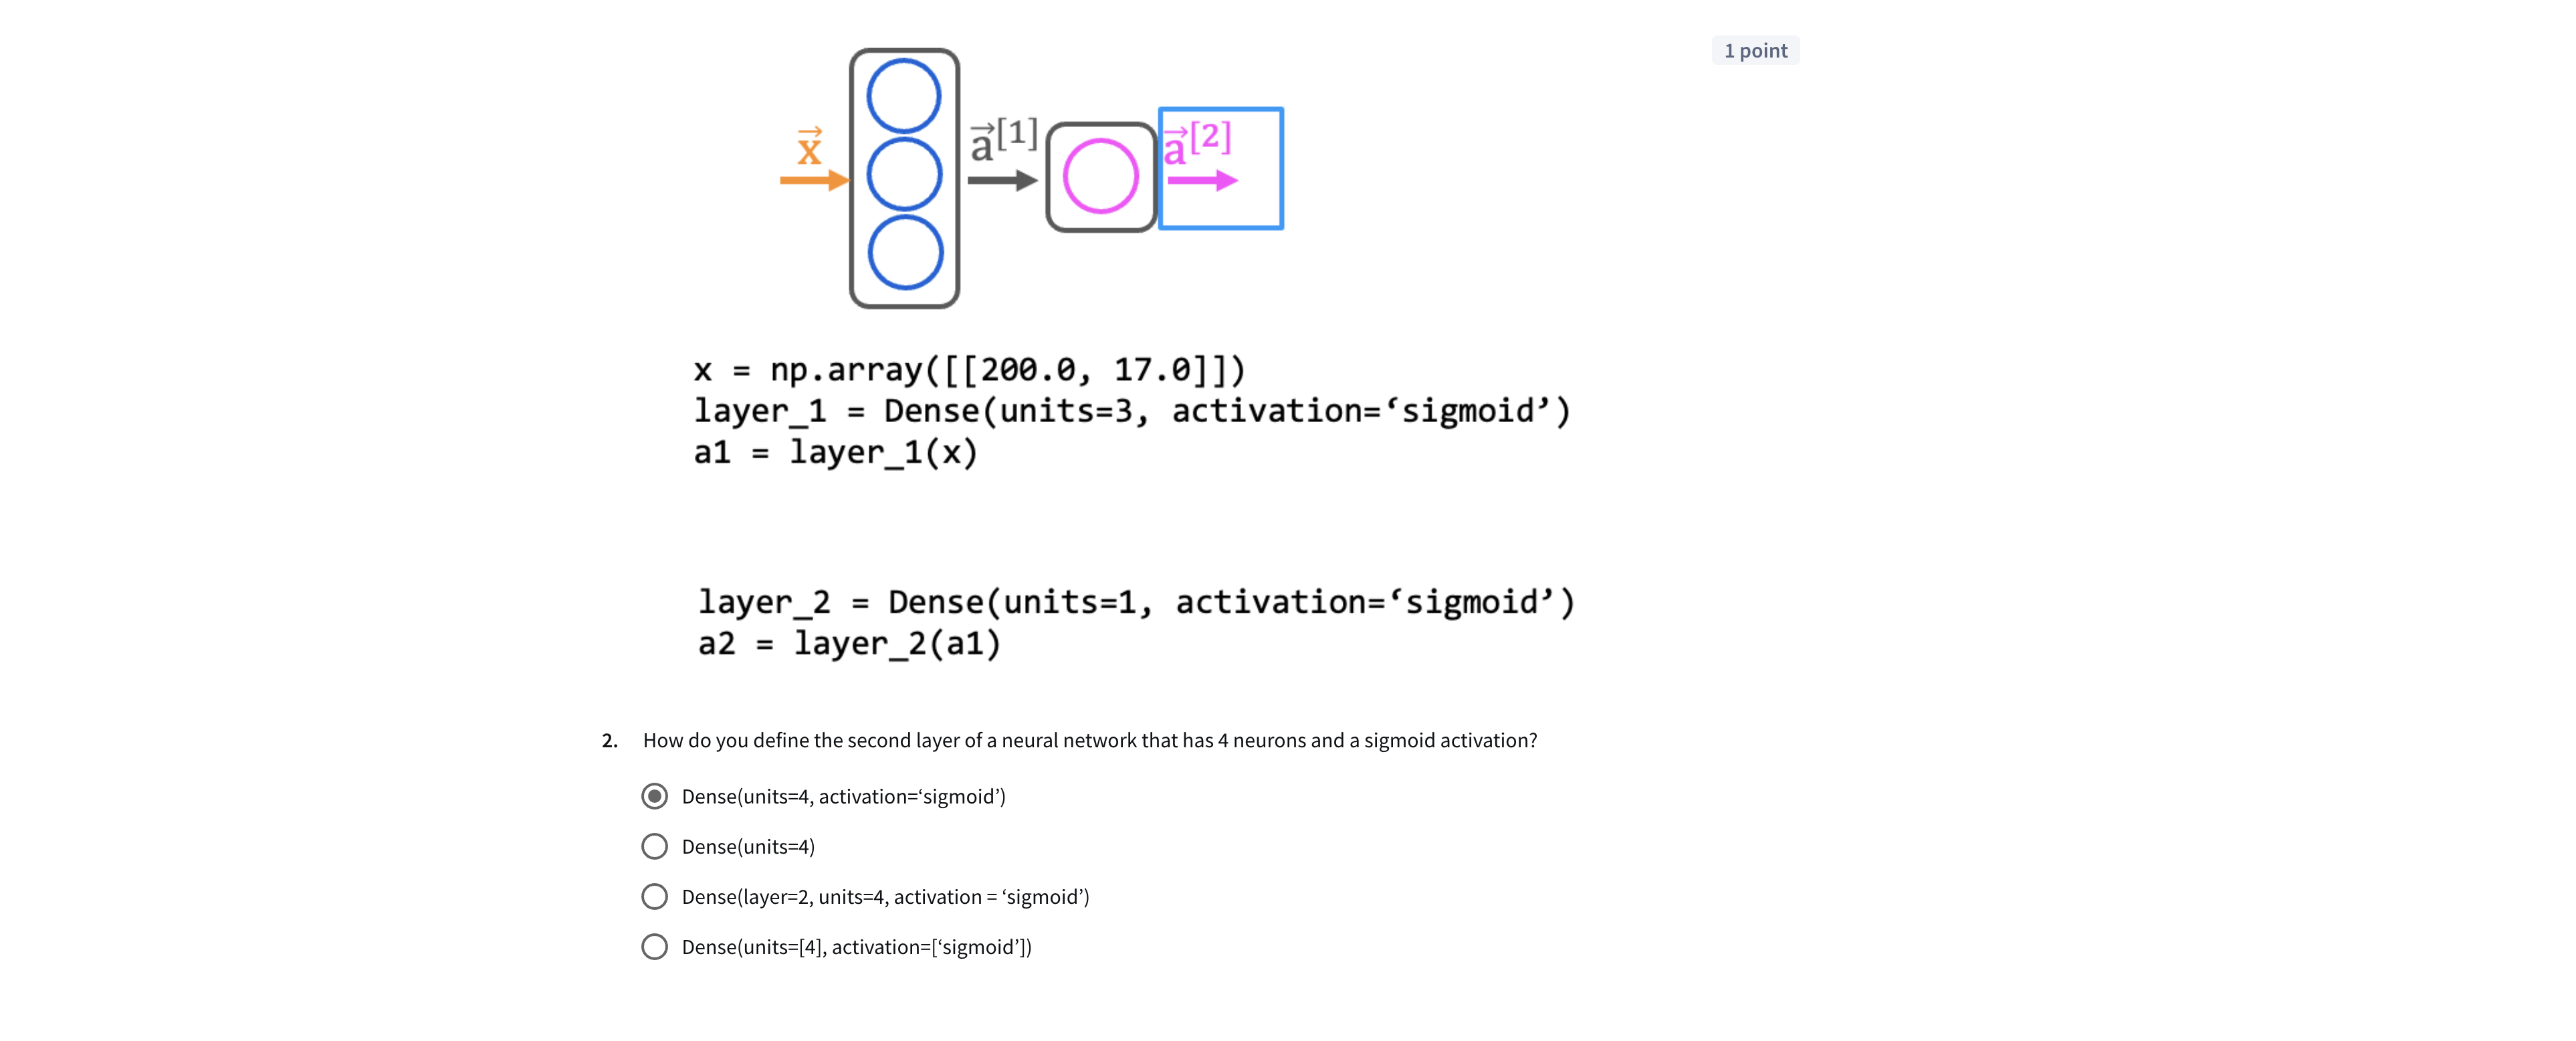 1 point
x⃗
a⃗[1]
a⃗[2]
x = np.array([[200.0, 17.0]])
layer_1 = Dense(units=3, activation=‘sigmoid’)
a1 = layer_1(x)
layer_2 = Dense(units=1, activation=‘sigmoid’)
a2 = layer_2(a1)
2. How do you define the second layer of a neural network that has 4 neurons and a sigmoid activation?
Dense(units=4, activation=‘sigmoid’)
Dense(units=4)
Dense(layer=2, units=4, activation = ‘sigmoid’)
Dense(units=[4], activation=[‘sigmoid’])